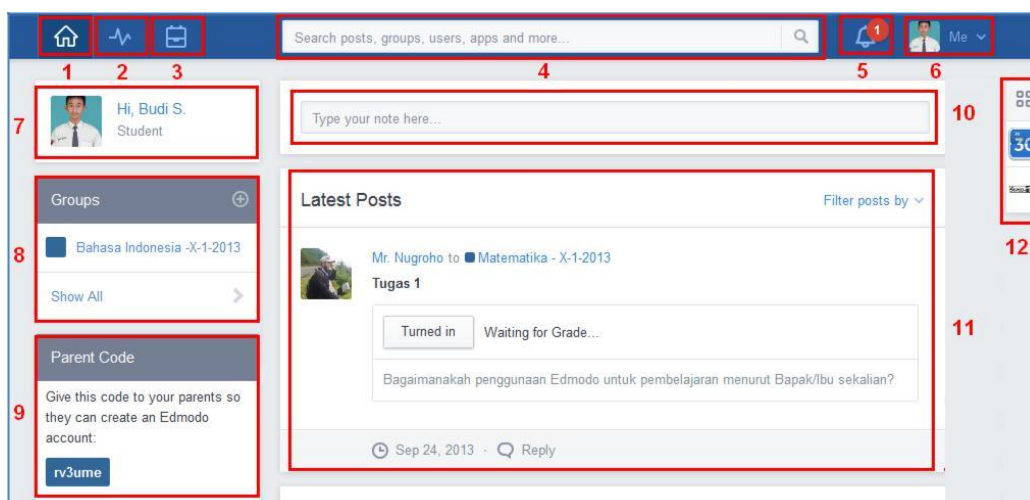 Search posts, groups, users, apps and more...
1
Me
1
2
3
4
5
6
7
Hi, Budi S.
Student
Type your note here...
10
30
12
8
Groups
Bahasa Indonesia -X-1-2013
Show All
Latest Posts
Filter posts by
Mr. Nugroho to Matematika - X-1-2013
Tugas 1
Turned in
Waiting for Grade...
Bagaimanakah penggunaan Edmodo untuk pembelajaran menurut Bapak/Ibu sekalian?
Sep 24, 2013 · Reply
11
9
Parent Code
Give this code to your parents so
they can create an Edmodo
account:
rv3ume